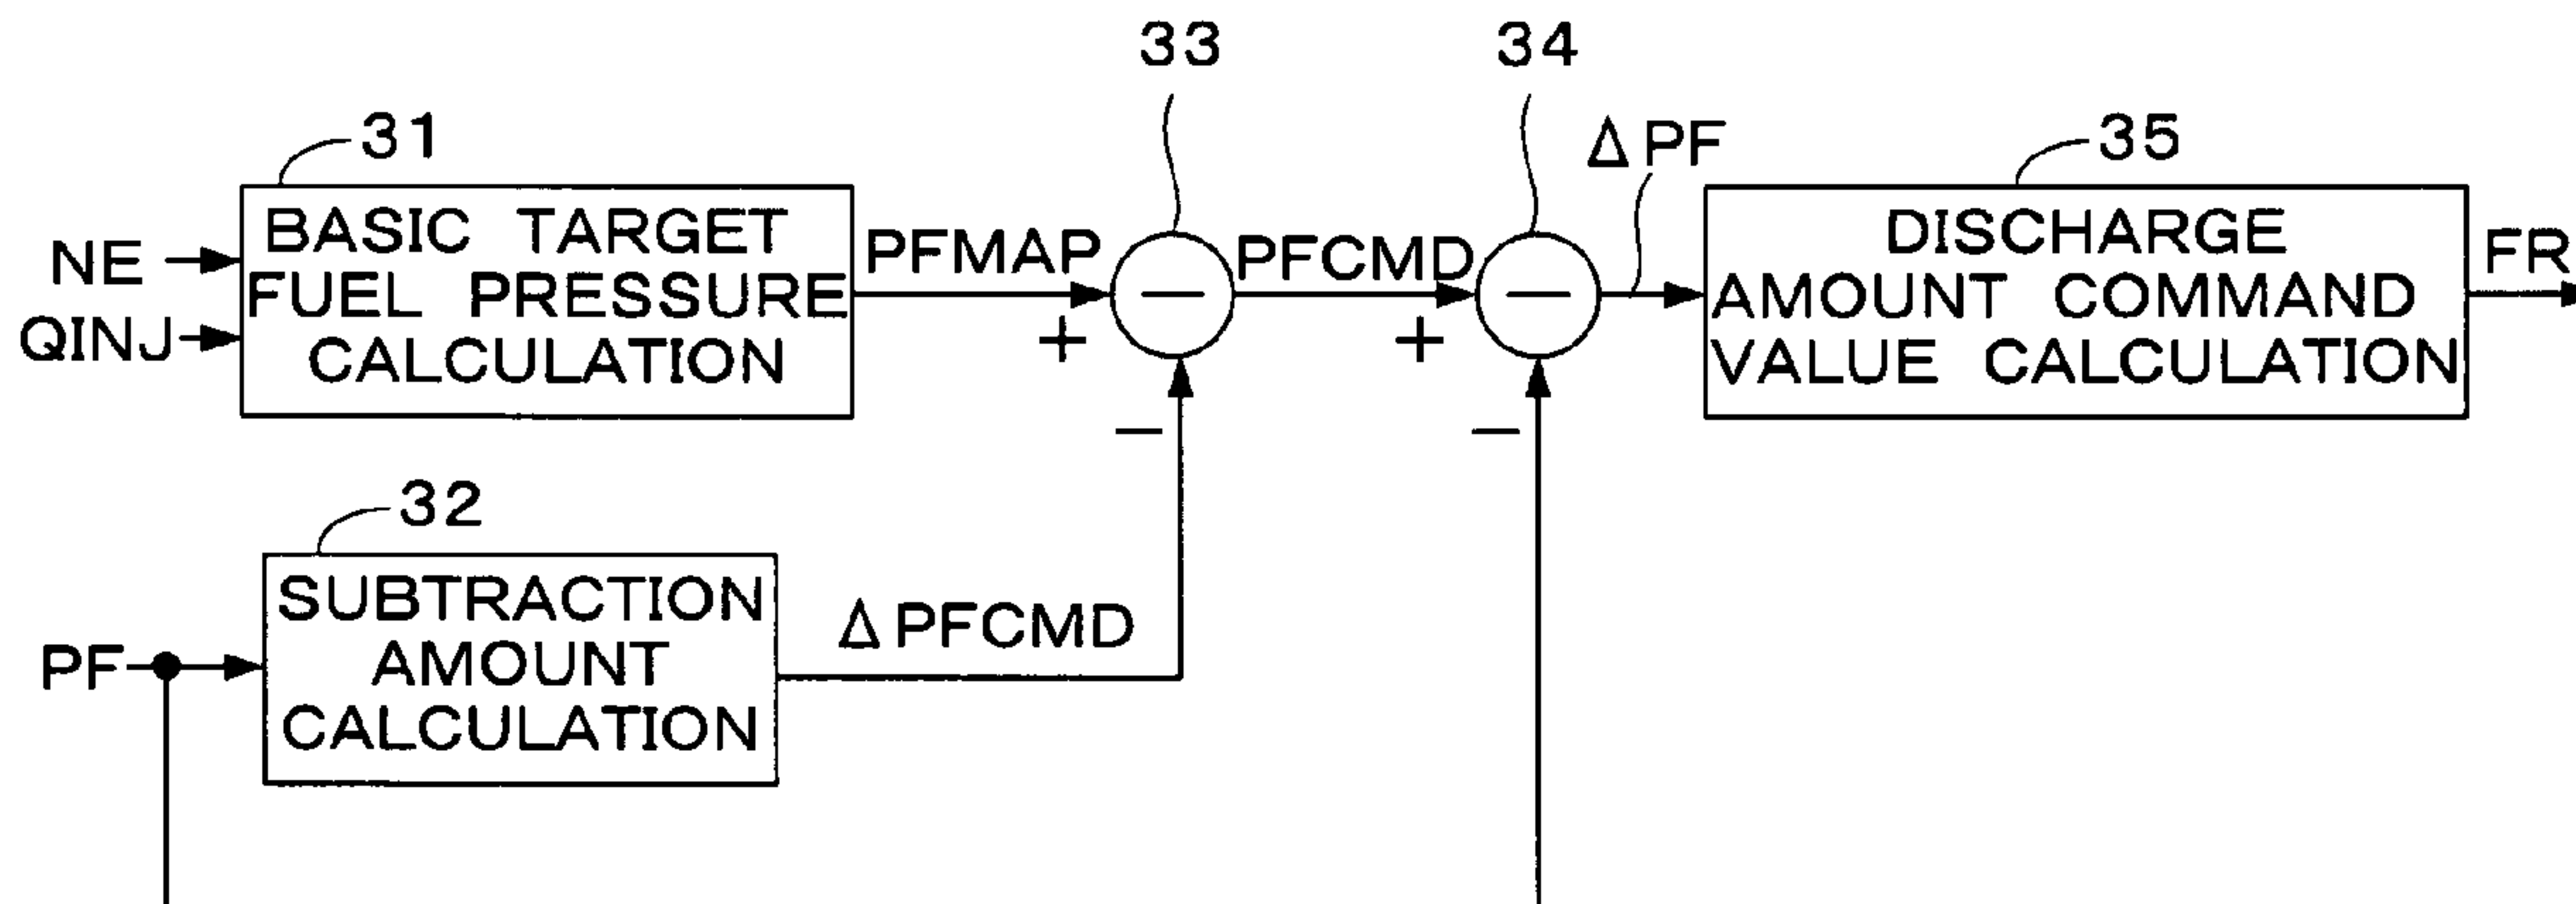 33
34
31
ΔPF
35
BASIC TARGET
FUEL PRESSURE
CALCULATION
NE
QINJ
PFMAP
−
+
−
PFCMD
−
+
−
DISCHARGE
AMOUNT COMMAND
VALUE CALCULATION
FR
32
SUBTRACTION
AMOUNT
CALCULATION
PF
ΔPFCMD